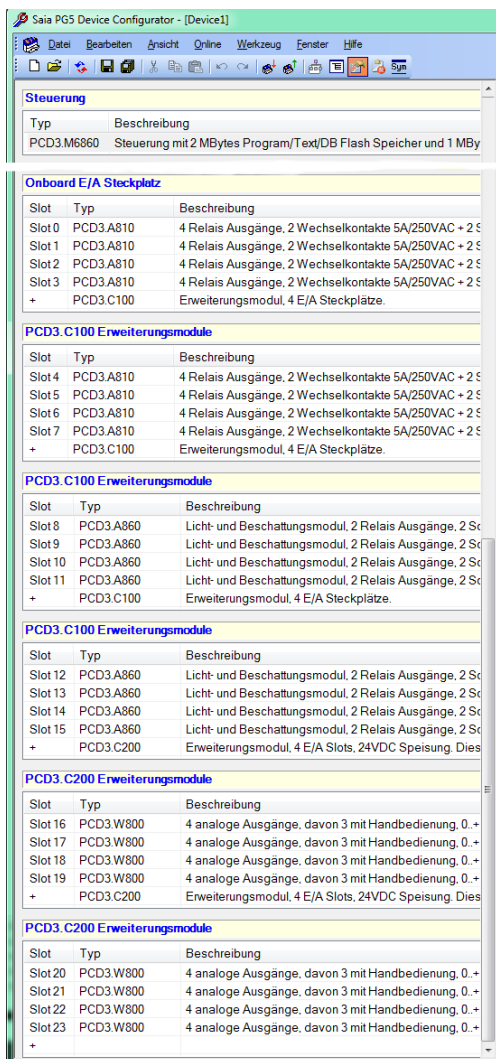 Saia PG5 Device Configurator - [Device1]
Datei Bearbeiten Ansicht Online Werkzeug Fenster Hilfe
Sym
Steuerung
Typ Beschreibung
PCD3.M6860 Steuerung mit 2 MBytes Program/Text/DB Flash Speicher und 1 MBy
Onboard E/A Steckplatz
Slot Typ Beschreibung
Slot 0 PCD3.A810 4 Relais Ausgänge, 2 Wechselkontakte 5A/250VAC + 2 S
Slot 1 PCD3.A810 4 Relais Ausgänge, 2 Wechselkontakte 5A/250VAC + 2 S
Slot 2 PCD3.A810 4 Relais Ausgänge, 2 Wechselkontakte 5A/250VAC + 2 S
Slot 3 PCD3.A810 4 Relais Ausgänge, 2 Wechselkontakte 5A/250VAC + 2 S
+ PCD3.C100 Erweiterungsmodul, 4 E/A Steckplätze.
PCD3.C100 Erweiterungsmodule
Slot Typ Beschreibung
Slot 4 PCD3.A810 4 Relais Ausgänge, 2 Wechselkontakte 5A/250VAC + 2 S
Slot 5 PCD3.A810 4 Relais Ausgänge, 2 Wechselkontakte 5A/250VAC + 2 S
Slot 6 PCD3.A810 4 Relais Ausgänge, 2 Wechselkontakte 5A/250VAC + 2 S
Slot 7 PCD3.A810 4 Relais Ausgänge, 2 Wechselkontakte 5A/250VAC + 2 S
+ PCD3.C100 Erweiterungsmodul, 4 E/A Steckplätze.
PCD3.C100 Erweiterungsmodule
Slot Typ Beschreibung
Slot 8 PCD3.A860 Licht- und Beschattungsmodul, 2 Relais Ausgänge, 2 Sc
Slot 9 PCD3.A860 Licht- und Beschattungsmodul, 2 Relais Ausgänge, 2 Sc
Slot 10 PCD3.A860 Licht- und Beschattungsmodul, 2 Relais Ausgänge, 2 Sc
Slot 11 PCD3.A860 Licht- und Beschattungsmodul, 2 Relais Ausgänge, 2 Sc
+ PCD3.C100 Erweiterungsmodul, 4 E/A Steckplätze.
PCD3.C100 Erweiterungsmodule
Slot Typ Beschreibung
Slot 12 PCD3.A860 Licht- und Beschattungsmodul, 2 Relais Ausgänge, 2 Sc
Slot 13 PCD3.A860 Licht- und Beschattungsmodul, 2 Relais Ausgänge, 2 Sc
Slot 14 PCD3.A860 Licht- und Beschattungsmodul, 2 Relais Ausgänge, 2 Sc
Slot 15 PCD3.A860 Licht- und Beschattungsmodul, 2 Relais Ausgänge, 2 Sc
+ PCD3.C200 Erweiterungsmodul, 4 E/A Slots, 24VDC Speisung. Dies
PCD3.C200 Erweiterungsmodule
Slot Typ Beschreibung
Slot 16 PCD3.W800 4 analoge Ausgänge, davon 3 mit Handbedienung, 0..+
Slot 17 PCD3.W800 4 analoge Ausgänge, davon 3 mit Handbedienung, 0..+
Slot 18 PCD3.W800 4 analoge Ausgänge, davon 3 mit Handbedienung, 0..+
Slot 19 PCD3.W800 4 analoge Ausgänge, davon 3 mit Handbedienung, 0..+
+ PCD3.C200 Erweiterungsmodul, 4 E/A Slots, 24VDC Speisung. Dies
PCD3.C200 Erweiterungsmodule
Slot Typ Beschreibung
Slot 20 PCD3.W800 4 analoge Ausgänge, davon 3 mit Handbedienung, 0..+
Slot 21 PCD3.W800 4 analoge Ausgänge, davon 3 mit Handbedienung, 0..+
Slot 22 PCD3.W800 4 analoge Ausgänge, davon 3 mit Handbedienung, 0..+
Slot 23 PCD3.W800 4 analoge Ausgänge, davon 3 mit Handbedienung, 0..+
+